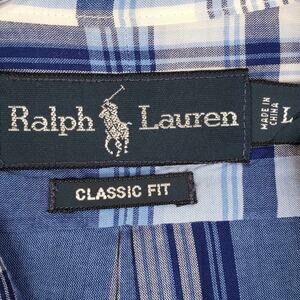 Ralph Lauren
MADE IN
CHINA
L
CLASSIC FIT